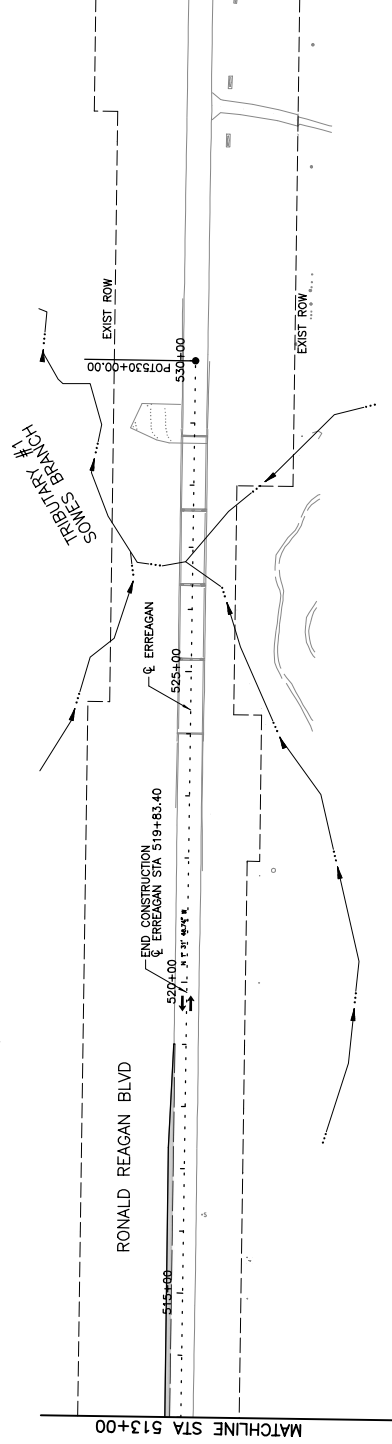 EXIST ROW
POT530+00.00
530+00
EXIST ROW
TRIBUTARY #1
SOWES BRANCH
℄ ERREAGAN
525+00
END CONSTRUCTION
℄ ERREAGAN STA 519+83.40
520+00
RONALD REAGAN BLVD
515+00
MATCHLINE STA 513+00